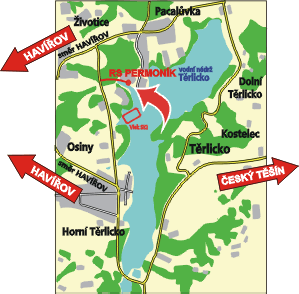 Pacalůvka
Životice
HAVÍŘOV
směr HAVÍŘOV
RS PERMONÍK
vodní nádrž
Těrlicko
Dolní
Těrlicko
Kostelec
Osiny
Těrlicko
HAVÍŘOV
směr HAVÍŘOV
ČESKÝ TĚŠÍN
Horní Těrlicko